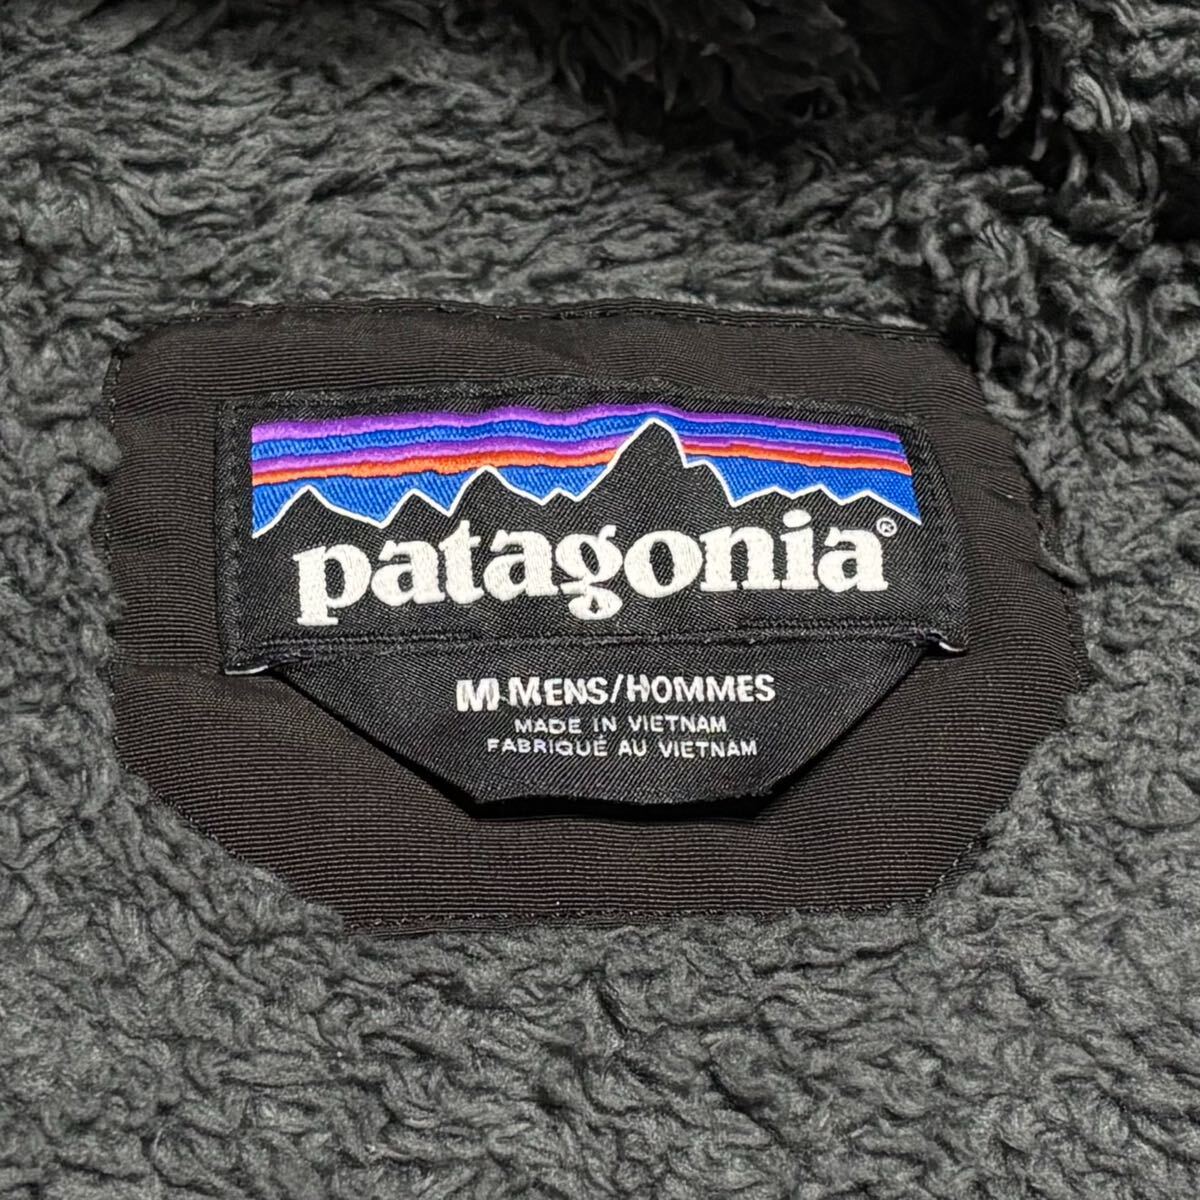 patagonia®
M MENS/HOMMES
MADE IN VIETNAM
FABRIQUÉ AU VIETNAM